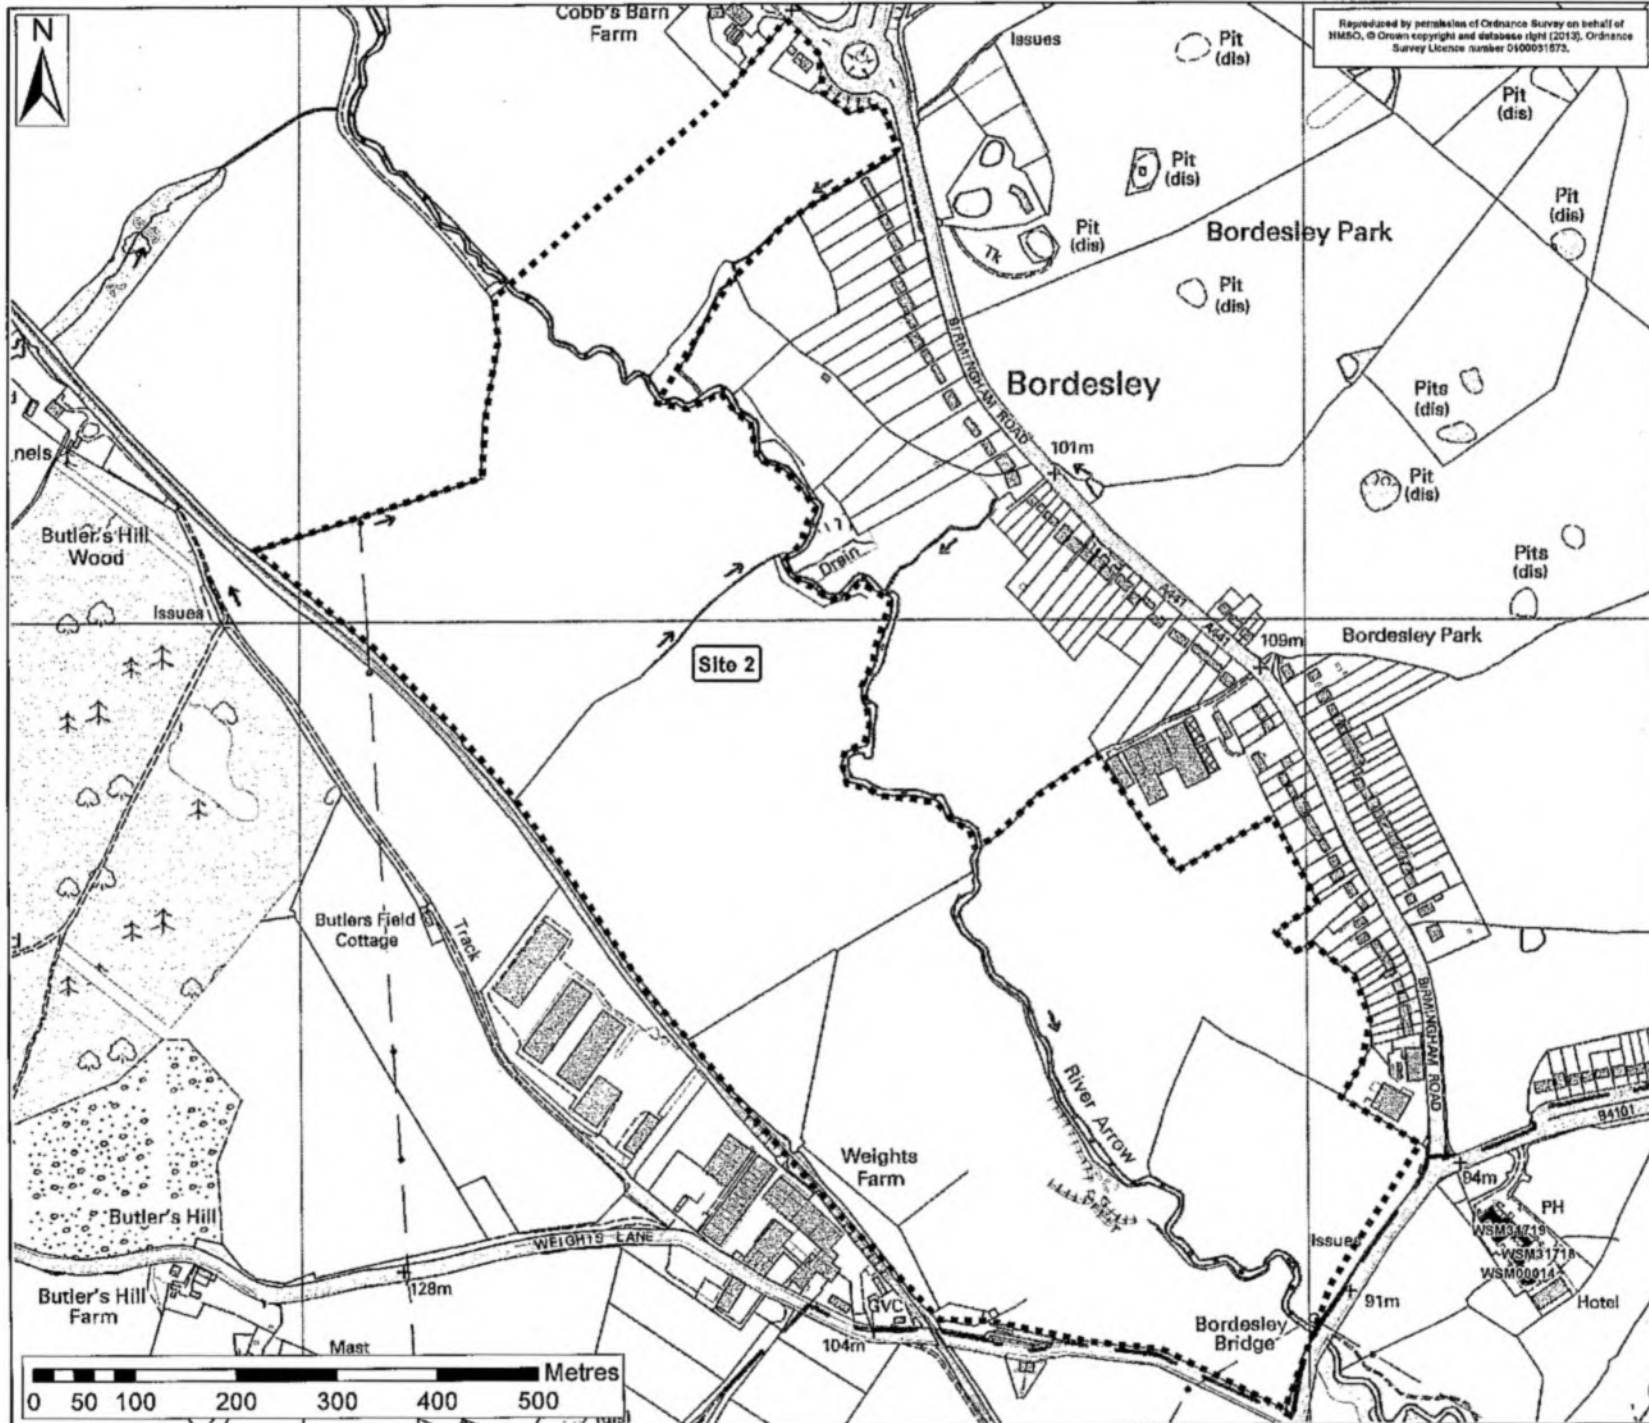 N
Cobb's Barn
Farm
Issues
Pit
(dis)
Reproduced by permission of Ordnance Survey on behalf of
HMSO, © Crown copyright and database right (2013). Ordnance
Survey Licence number 0100031673.
Pit
(dis)
Pit
(dis)
Pit
(dis)
Pit
(dis)
Tk
Bordesley Park
Pit
(dis)
BIRMINGHAM ROAD
Bordesley
Pits
(dis)
101m
nels
Pit
(dis)
Butler's Hill
Wood
Drain
Pits
(dis)
Issues
A441
A441
109m
Bordesley Park
Site 2
Butlers Field
Cottage
Track
BIRMINGHAM ROAD
River Arrow
B4101
Weights
Farm
94m
PH
Butler's Hill
WEIGHTS LANE
Issues
WSM31719
WSM31718
WSM00014
128m
Butler's Hill
Farm
GVC
91m
Hotel
Bordesley
Bridge
Mast
104m
Metres
0 50 100 200 300 400 500